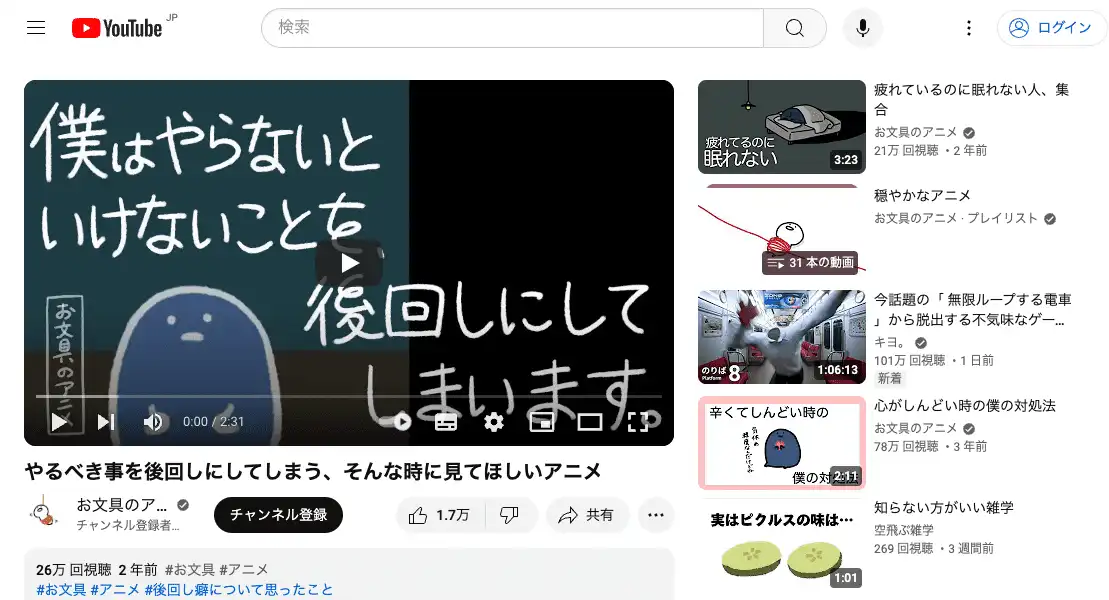 YouTube JP
検索
ログイン
僕はやらないと
いけないことを
後回しにして
しまいます。
お文具のアニメ
0:00 / 2:31
やるべき事を後回しにしてしまう、そんな時に見てほしいアニメ
お文具のア...
チャンネル登録者...
チャンネル登録
1.7万
共有
26万 回視聴 2 年前 #お文具 #アニメ
#お文具 #アニメ #後回し癖について思ったこと
疲れてるのに
眠れない
3:23
疲れているのに眠れない人、集
合
お文具のアニメ
21万 回視聴 ・2 年前
31 本の動画
穏やかなアニメ
お文具のアニメ · プレイリスト
のりば
Platform 8
1:06:13
今話題の「 無限ループする電車
」から脱出する不気味なゲー...
キヨ。
101万 回視聴 ・1 日前
新着
辛くてしんどい時の
僕の対処法
2:11
心がしんどい時の僕の対処法
お文具のアニメ
78万 回視聴 ・3 年前
実はピクルスの味は…
1:01
知らない方がいい雑学
空飛ぶ雑学
269 回視聴 ・3 週間前